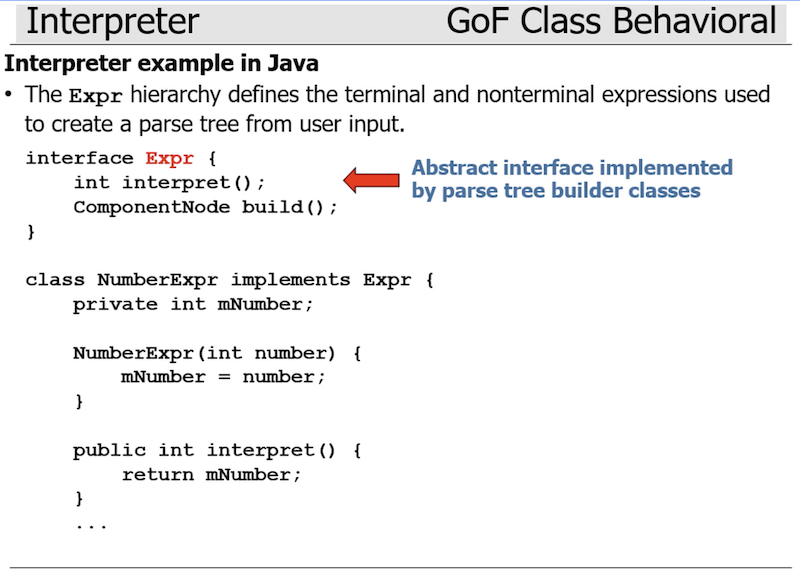 Interpreter GoF Class Behavioral
Interpreter example in Java
• The Expr hierarchy defines the terminal and nonterminal expressions used
to create a parse tree from user input.
interface Expr {
    int interpret();
    ComponentNode build();
}
Abstract interface implemented
by parse tree builder classes
class NumberExpr implements Expr {
    private int mNumber;
    NumberExpr(int number) {
        mNumber = number;
    }
    public int interpret() {
        return mNumber;
    }
    ...